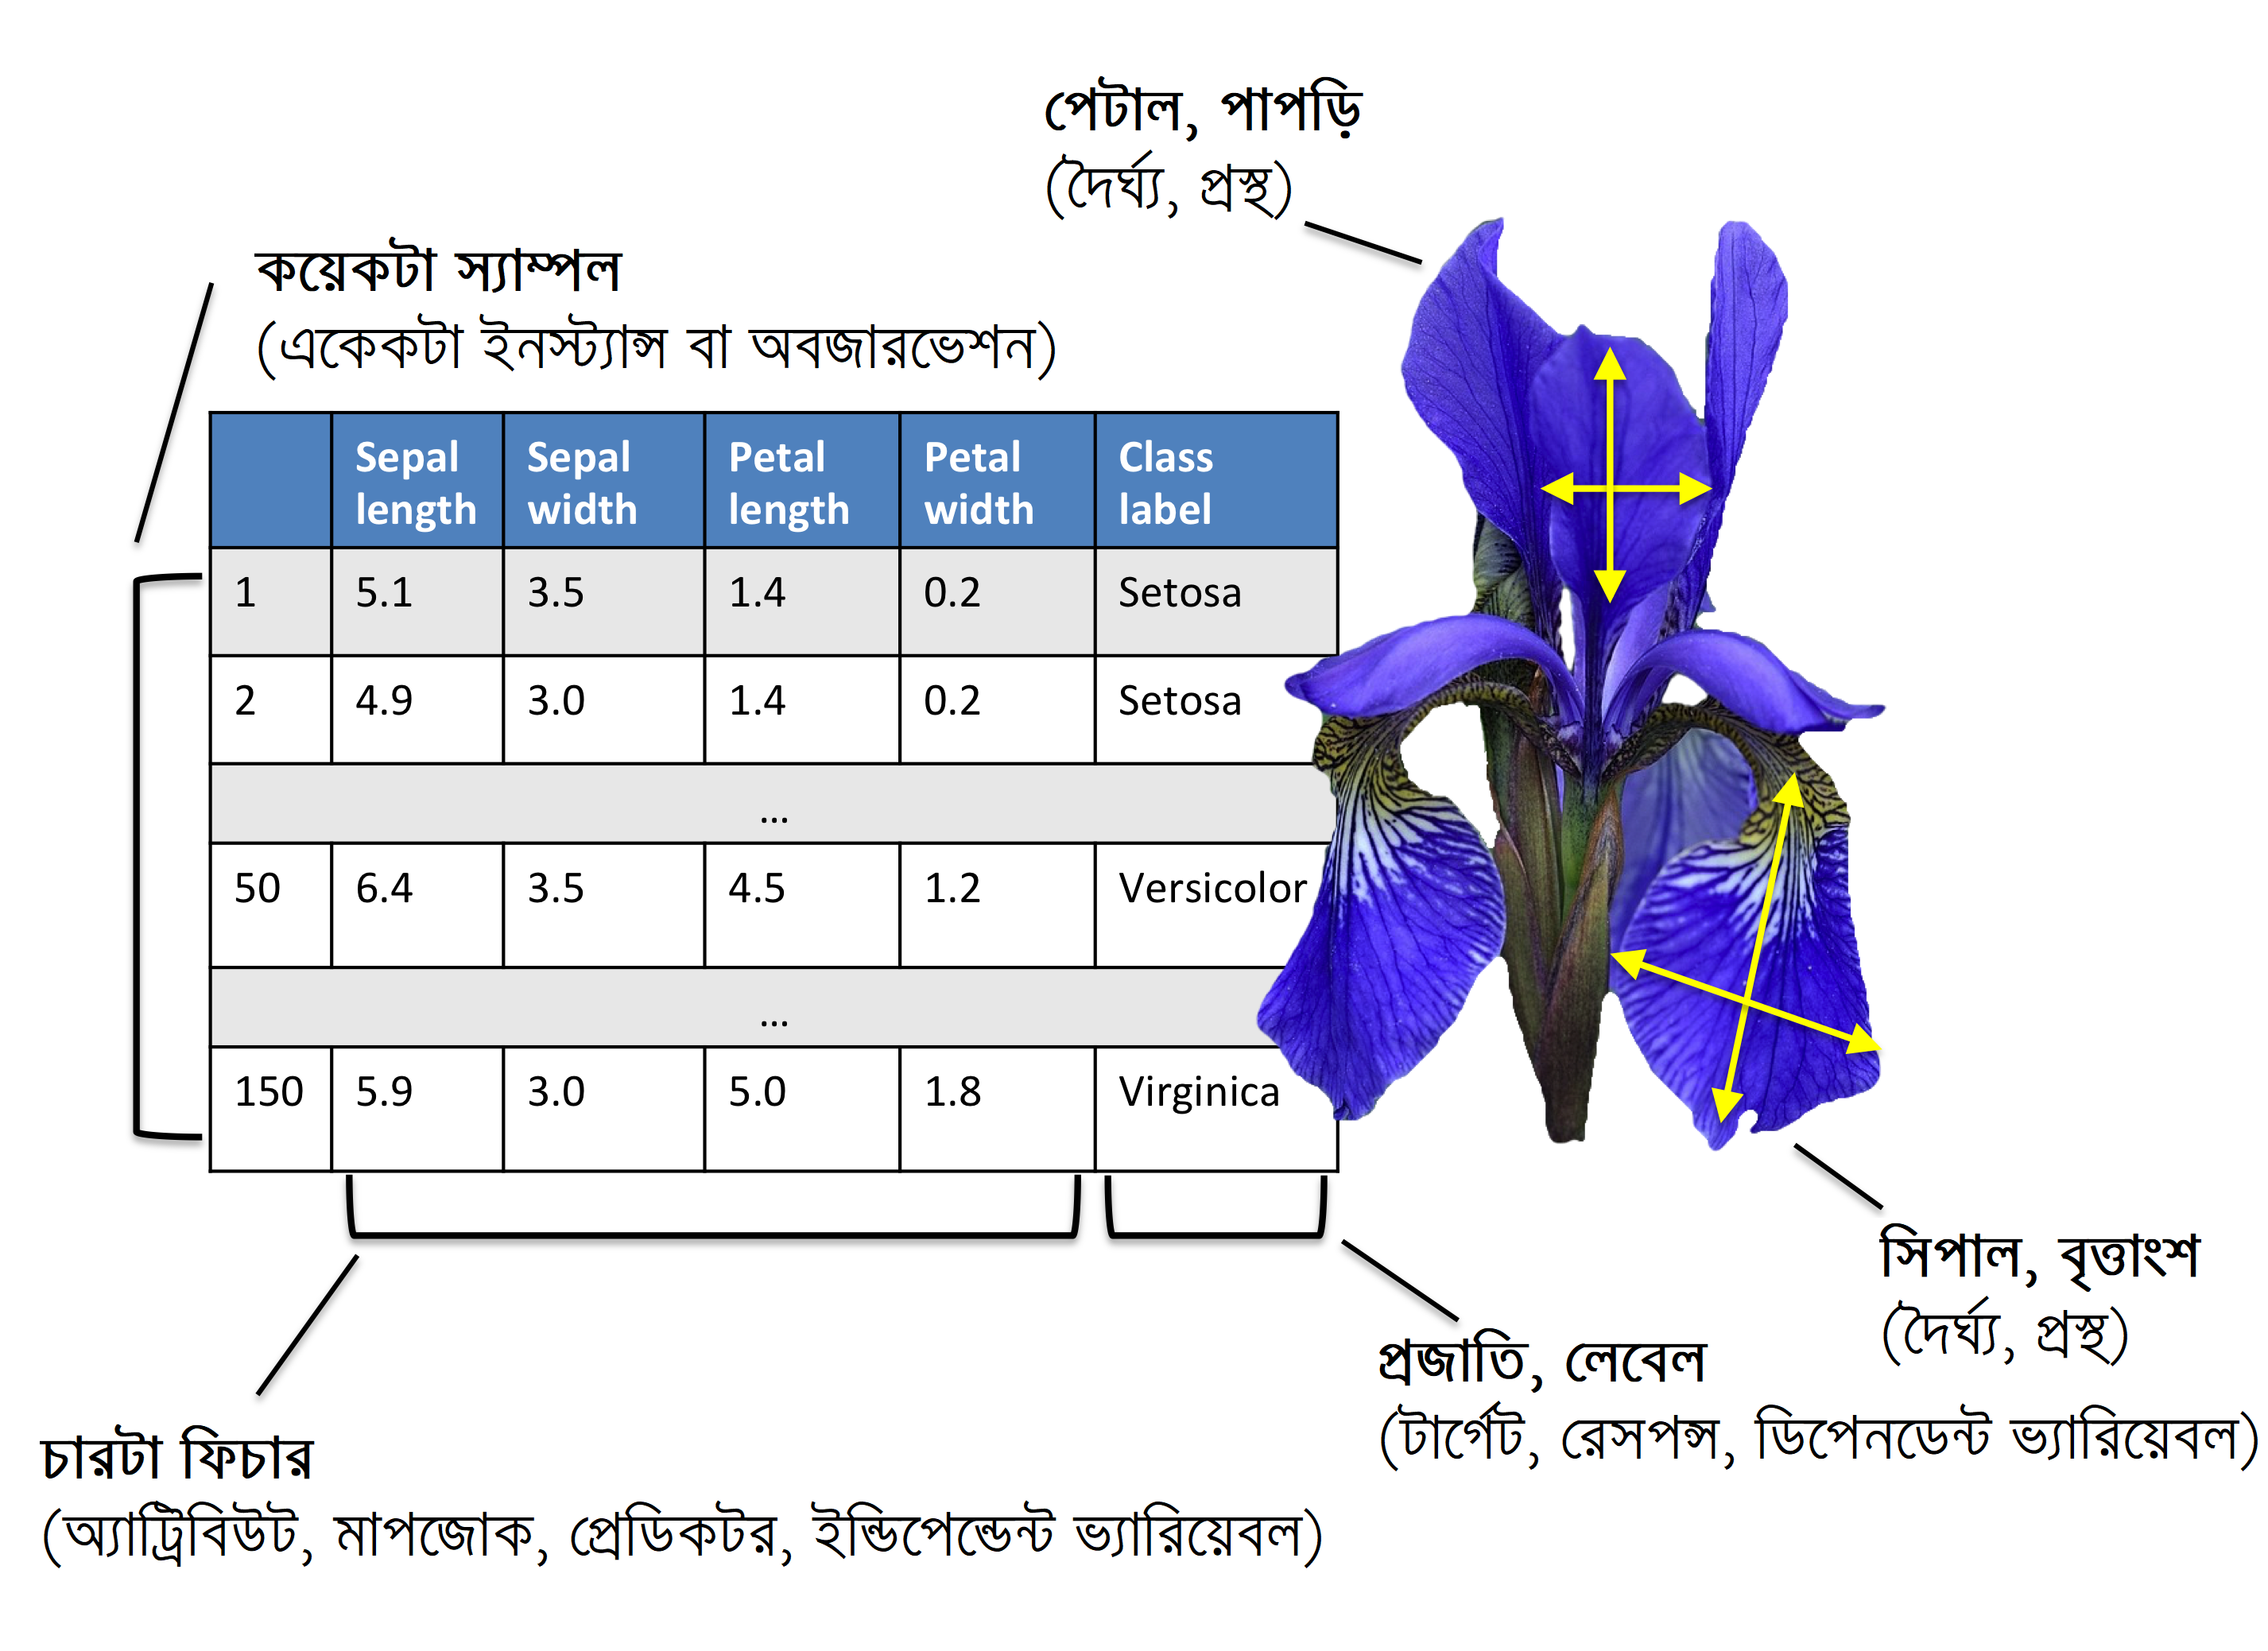 পেটাল, পাপড়ি
(দৈর্ঘ্য, প্রস্থ)
কয়েকটা স্যাম্পল
(একেকটা ইনস্ট্যান্স বা অবজারভেশন)
Sepal length Sepal width Petal length Petal width Class label
1 5.1 3.5 1.4 0.2 Setosa
2 4.9 3.0 1.4 0.2 Setosa
...
50 6.4 3.5 4.5 1.2 Versicolor
...
150 5.9 3.0 5.0 1.8 Virginica
সিপাল, বৃত্তাংশ
(দৈর্ঘ্য, প্রস্থ)
প্রজাতি, লেবেল
(টার্গেট, রেসপন্স, ডিপেনডেন্ট ভ্যারিয়েবল)
চারটা ফিচার
(অ্যাট্রিবিউট, মাপজোক, প্রেডিকটর, ইন্ডিপেন্ডেন্ট ভ্যারিয়েবল)